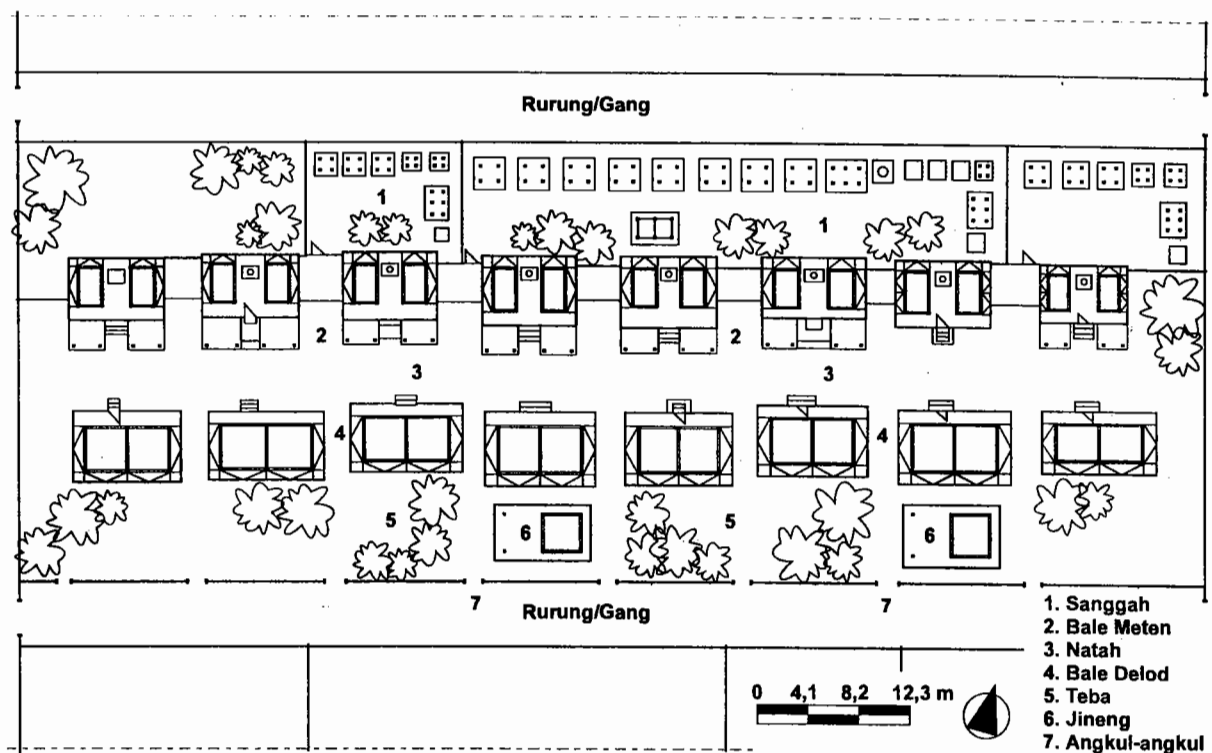 Rurung/Gang
1
1
2
2
3
3
4
4
5
5
6
6
7
7
Rurung/Gang
0 4,1 8,2 12,3 m
1. Sanggah
2. Bale Meten
3. Natah
4. Bale Delod
5. Teba
6. Jineng
7. Angkul-angkul